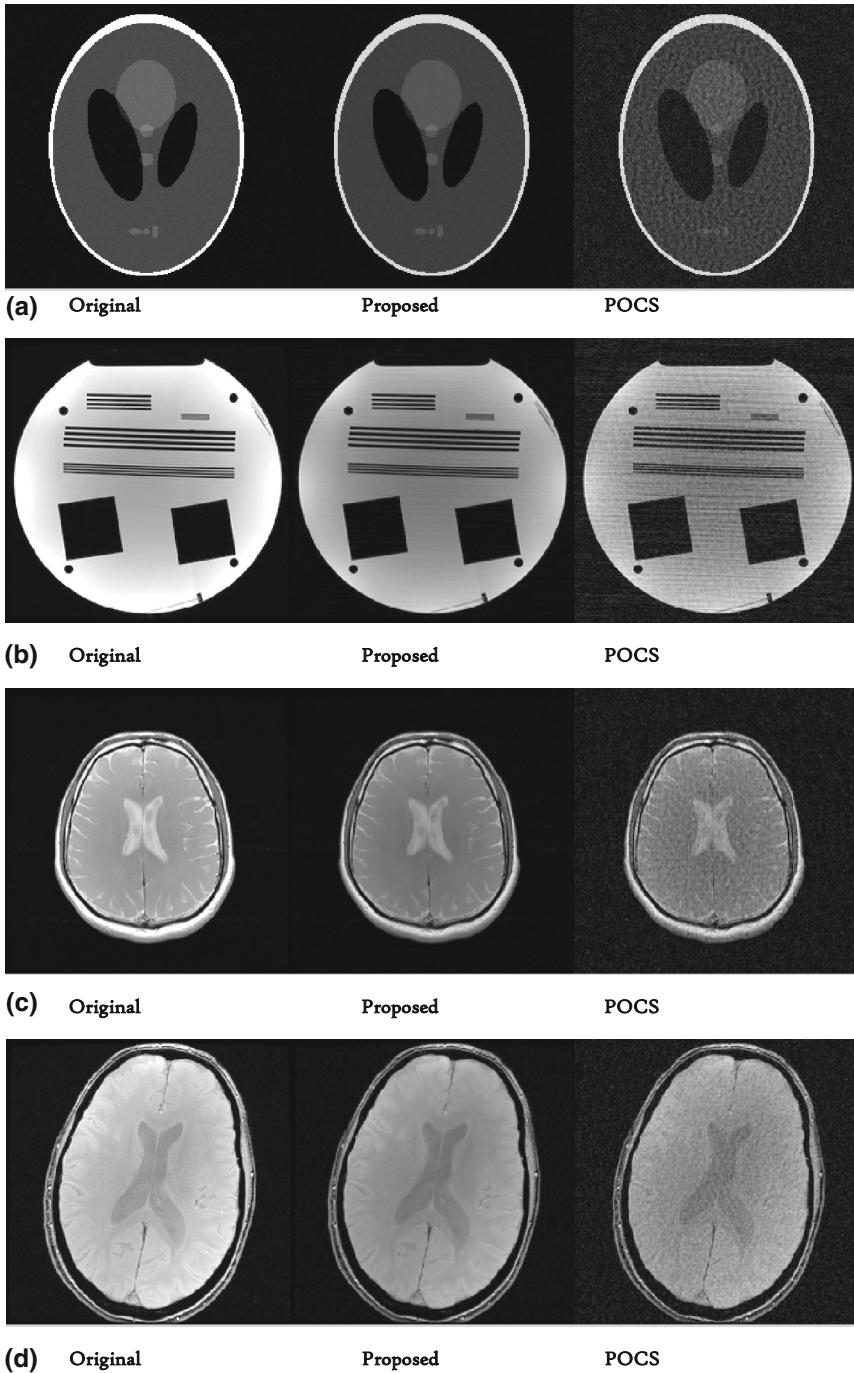 (a) Original Proposed POCS
(b) Original Proposed POCS
(c) Original Proposed POCS
(d) Original Proposed POCS